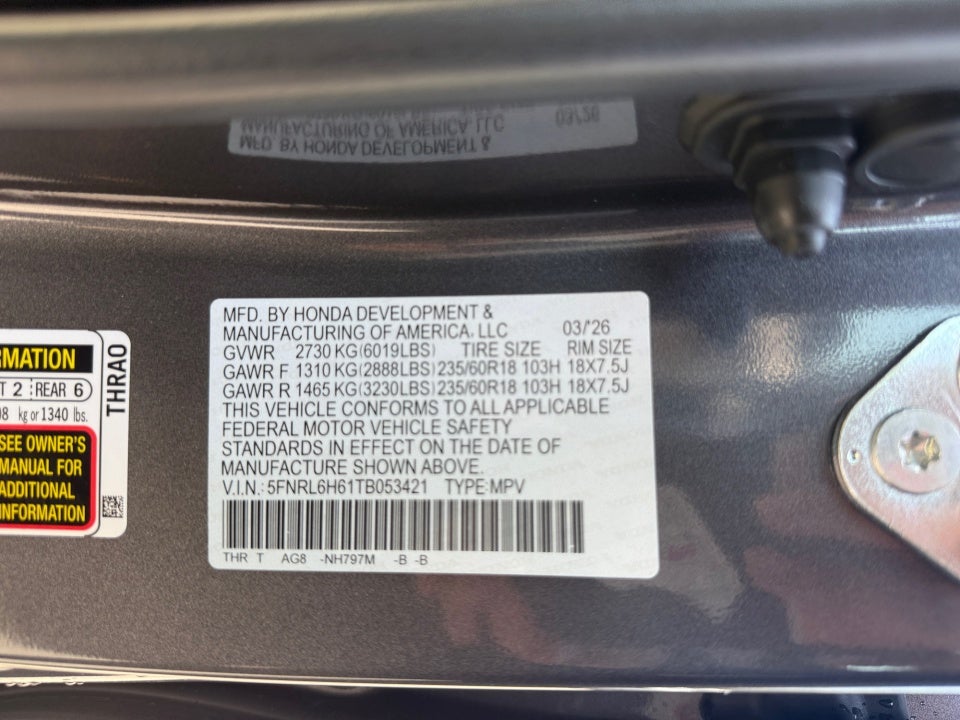 MFD. BY HONDA DEVELOPMENT &
MANUFACTURING OF AMERICA, LLC 03/'26
GVWR 2730 KG(6019LBS) TIRE SIZE RIM SIZE
GAWR F 1310 KG(2888LBS) 235/60R18 103H 18X7.5J
GAWR R 1465 KG(3230LBS) 235/60R18 103H 18X7.5J
THIS VEHICLE CONFORMS TO ALL APPLICABLE
FEDERAL MOTOR VEHICLE SAFETY
STANDARDS IN EFFECT ON THE DATE OF
MANUFACTURE SHOWN ABOVE.
V.I.N.: 5FNRL6H61TB053421 TYPE:MPV
THR T AG8 -NH797M -B -B
RMATION
T 2 REAR 6
08 kg or 1340 lbs.
SEE OWNER'S
MANUAL FOR
ADDITIONAL
INFORMATION
THRA0
MFD. BY HONDA DEVELOPMENT &
MANUFACTURING OF AMERICA, LLC 03/'26